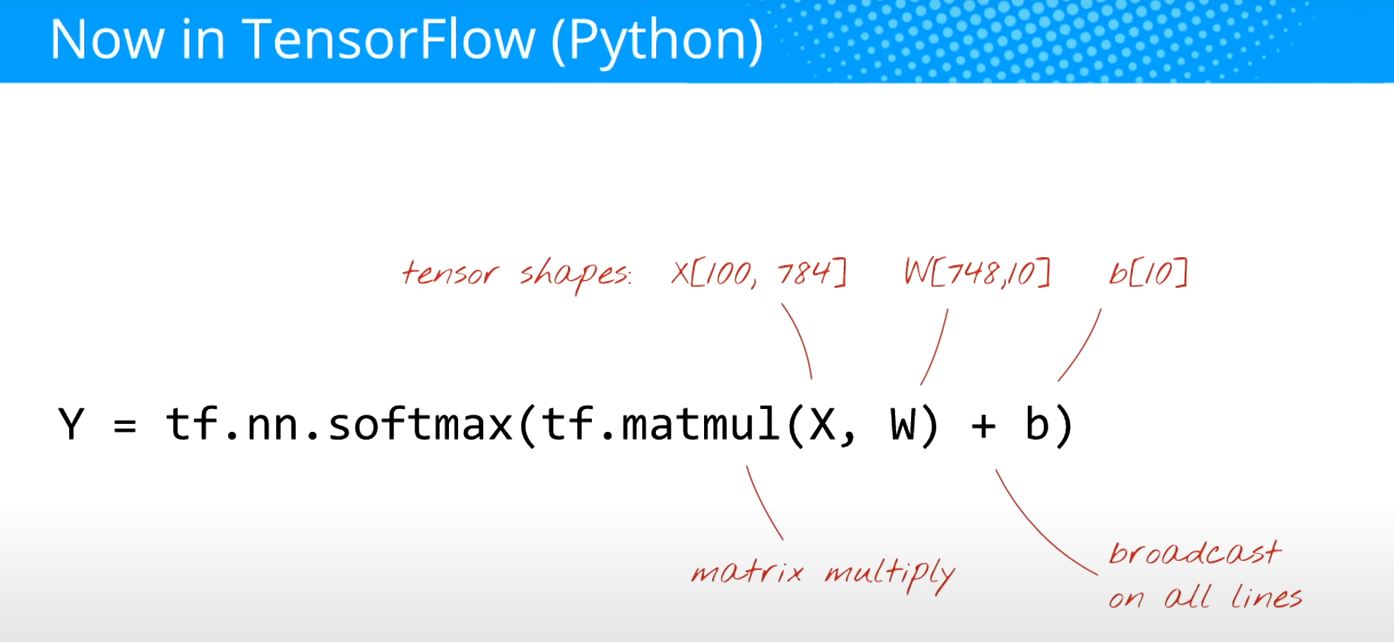 Now in TensorFlow (Python)
tensor shapes: X[100, 784] W[748,10] b[10]
Y = tf.nn.softmax(tf.matmul(X, W) + b)
matrix multiply
broadcast
on all lines